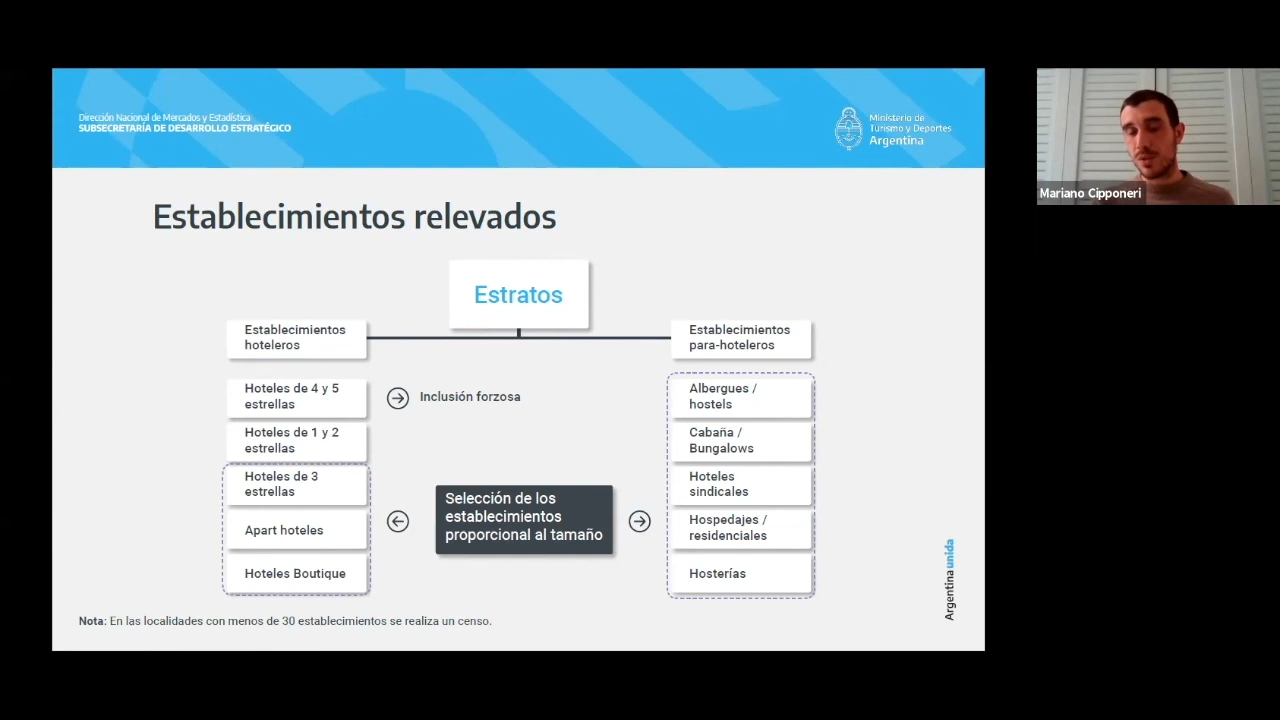 Dirección Nacional de Mercados y Estadística
SUBSECRETARÍA DE DESARROLLO ESTRATÉGICO
Ministerio de
Turismo y Deportes
Argentina
Mariano Cipponeri
Establecimientos relevados
Estratos
Establecimientos
hoteleros
Establecimientos
para-hoteleros
Hoteles de 4 y 5
estrellas
Inclusión forzosa
Albergues /
hostels
Hoteles de 1 y 2
estrellas
Cabaña /
Bungalows
Hoteles de 3
estrellas
Hoteles
sindicales
Selección de los
establecimientos
proporcional al tamaño
Apart hoteles
Hospedajes /
residenciales
Hoteles Boutique
Hosterías
Argentina unida
Nota: En las localidades con menos de 30 establecimientos se realiza un censo.